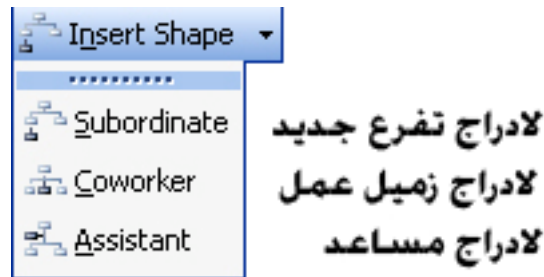 Insert Shape
Subordinate لادراج تفرع جديد
Coworker لادراج زميل عمل
Assistant لادراج مساعد